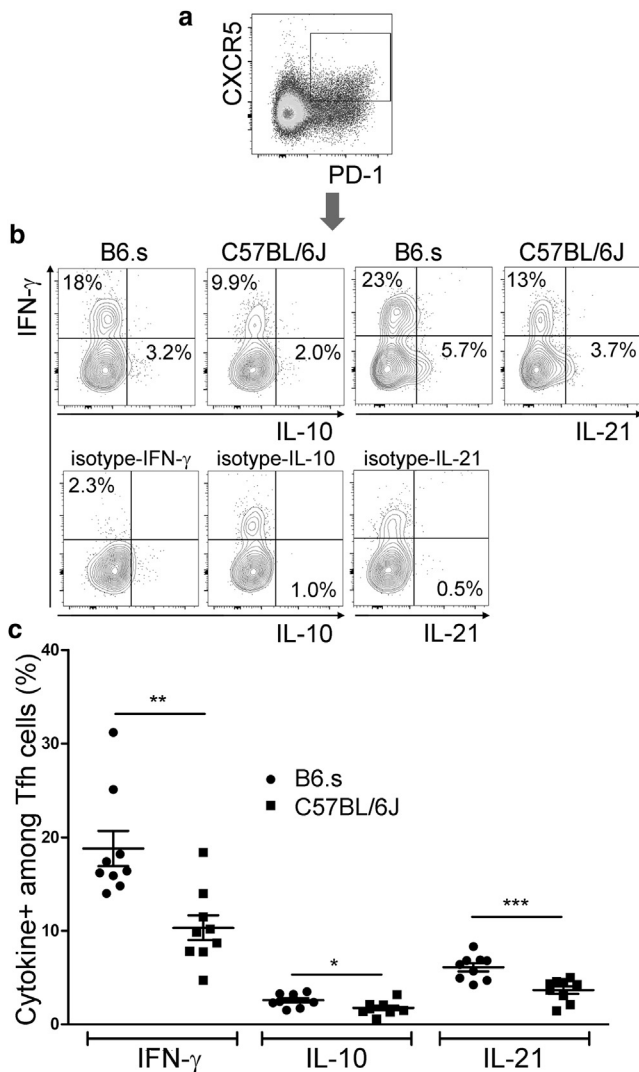 a
CXCR5
PD-1
b
B6.s
C57BL/6J
B6.s
C57BL/6J
IFN-γ
18%
3.2%
9.9%
2.0%
23%
5.7%
13%
3.7%
IL-10
IL-21
isotype-IFN-γ
isotype-IL-10
isotype-IL-21
2.3%
1.0%
0.5%
IL-10
IL-21
c
Cytokine+ among Tfh cells (%)
40
30
20
10
0
**
*
***
B6.s
C57BL/6J
IFN-γ
IL-10
IL-21